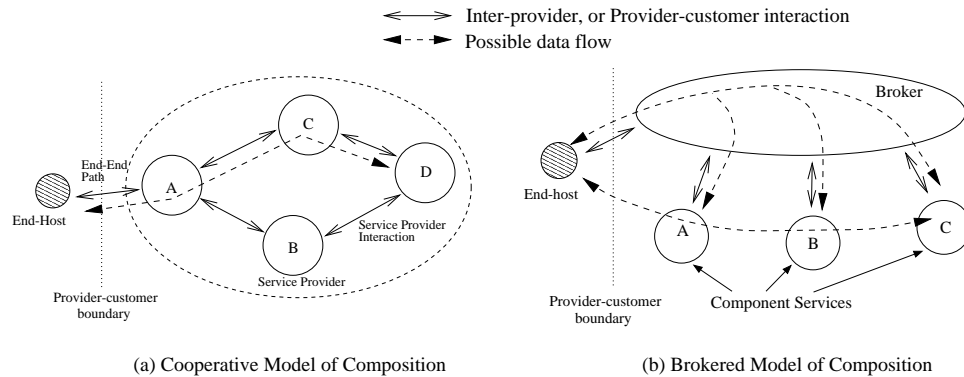 Inter-provider, or Provider-customer interaction
Possible data flow
C
End-End
Path
A
D
End-Host
Service Provider
Interaction
B
Service Provider
Provider-customer
boundary
(a) Cooperative Model of Composition
Broker
End-host
A
B
C
Component Services
Provider-customer
boundary
(b) Brokered Model of Composition